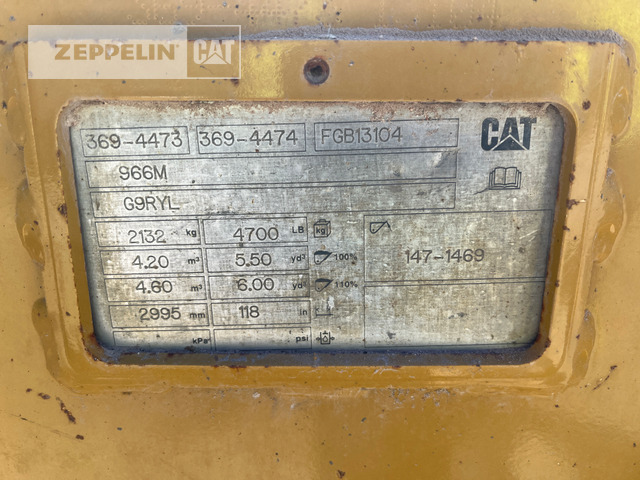 ZEPPELIN CAT
369-4473 369-4474 FGB13104 CAT
966M
G9RYL
2132 kg 4700 LB kg
4.20 m³ 5.50 yd³ 100% 147-1469
4.60 m³ 6.00 yd³ 110%
2995 mm 118 in
kPa psi